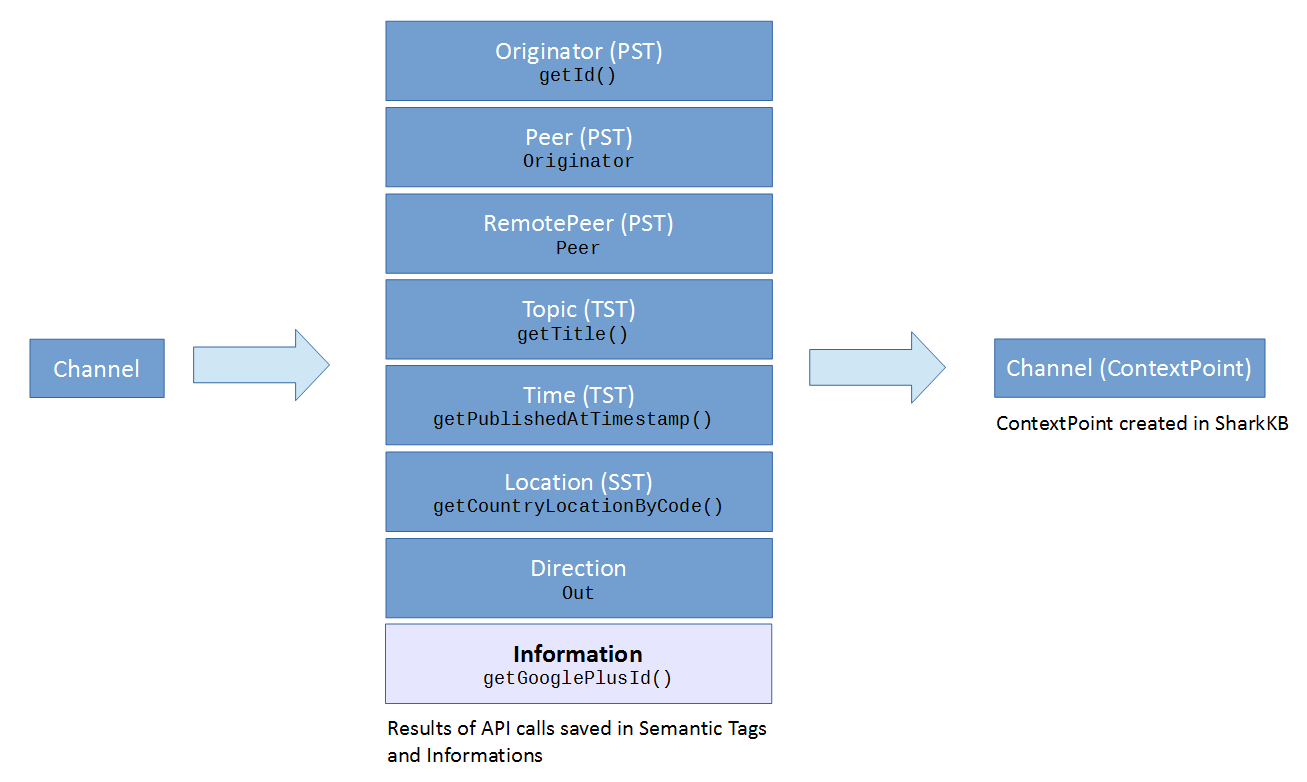 Originator (PST)
getId()
Peer (PST)
Originator
RemotePeer (PST)
Peer
Topic (TST)
getTitle()
Channel
Time (TST)
getPublishedAtTimestamp()
Channel (ContextPoint)
ContextPoint created in SharkKB
Location (SST)
getCountryLocationByCode()
Direction
Out
Information
getGooglePlusId()
Results of API calls saved in Semantic Tags
and Informations